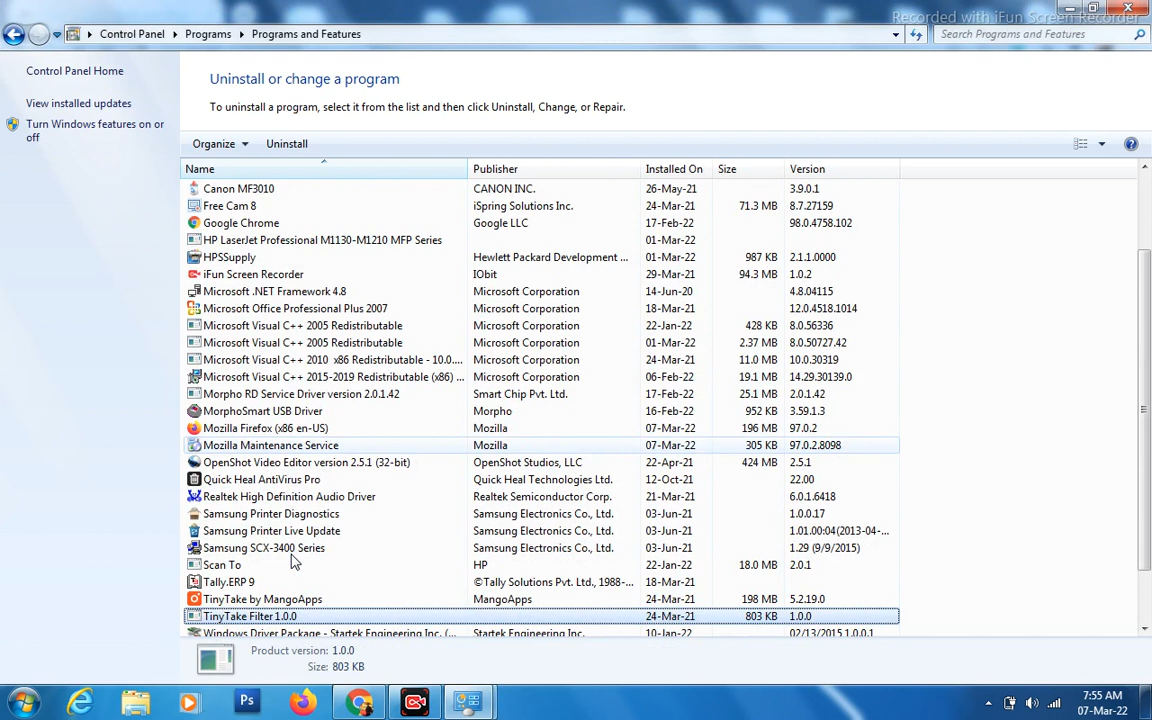 Recorded with iFun Screen Recorder
Control Panel Programs Programs and Features Search Programs and Features
Control Panel Home
View installed updates
Turn Windows features on or off
Uninstall or change a program
To uninstall a program, select it from the list and then click Uninstall, Change, or Repair.
Organize Uninstall
Name Publisher Installed On Size Version
Canon MF3010 CANON INC. 26-May-21 3.9.0.1
Free Cam 8 iSpring Solutions Inc. 24-Mar-21 71.3 MB 8.7.27159
Google Chrome Google LLC 17-Feb-22 98.0.4758.102
HP LaserJet Professional M1130-M1210 MFP Series 01-Mar-22
HPSSupply Hewlett Packard Development ... 01-Mar-22 987 KB 2.1.1.0000
iFun Screen Recorder IObit 29-Mar-21 94.3 MB 1.0.2
Microsoft .NET Framework 4.8 Microsoft Corporation 14-Jun-20 4.8.04115
Microsoft Office Professional Plus 2007 Microsoft Corporation 18-Mar-21 12.0.4518.1014
Microsoft Visual C++ 2005 Redistributable Microsoft Corporation 22-Jan-22 428 KB 8.0.56336
Microsoft Visual C++ 2005 Redistributable Microsoft Corporation 01-Mar-22 2.37 MB 8.0.50727.42
Microsoft Visual C++ 2010 x86 Redistributable - 10.0.... Microsoft Corporation 24-Mar-21 11.0 MB 10.0.30319
Microsoft Visual C++ 2015-2019 Redistributable (x86) ... Microsoft Corporation 06-Feb-22 19.1 MB 14.29.30139.0
Morpho RD Service Driver version 2.0.1.42 Smart Chip Pvt. Ltd. 17-Feb-22 25.1 MB 2.0.1.42
MorphoSmart USB Driver Morpho 16-Feb-22 952 KB 3.59.1.3
Mozilla Firefox (x86 en-US) Mozilla 07-Mar-22 196 MB 97.0.2
Mozilla Maintenance Service Mozilla 07-Mar-22 305 KB 97.0.2.8098
OpenShot Video Editor version 2.5.1 (32-bit) OpenShot Studios, LLC 22-Apr-21 424 MB 2.5.1
Quick Heal AntiVirus Pro Quick Heal Technologies Ltd. 12-Oct-21 22.00
Realtek High Definition Audio Driver Realtek Semiconductor Corp. 21-Mar-21 6.0.1.6418
Samsung Printer Diagnostics Samsung Electronics Co., Ltd. 03-Jun-21 1.0.0.17
Samsung Printer Live Update Samsung Electronics Co., Ltd. 03-Jun-21 1.01.00:04(2013-04-...
Samsung SCX-3400 Series Samsung Electronics Co., Ltd. 03-Jun-21 1.29 (9/9/2015)
Scan To HP 22-Jan-22 18.0 MB 2.0.1
Tally.ERP 9 ©Tally Solutions Pvt. Ltd., 1988-... 18-Mar-21
TinyTake by MangoApps MangoApps 24-Mar-21 198 MB 5.2.19.0
TinyTake Filter 1.0.0 24-Mar-21 803 KB 1.0.0
Windows Driver Package - Startek Engineering Inc. (... Startek Engineering Inc. 10-Jan-22 02/13/2015 1.0.0.1
Product version: 1.0.0
Size: 803 KB
Ps
7:55 AM
07-Mar-22